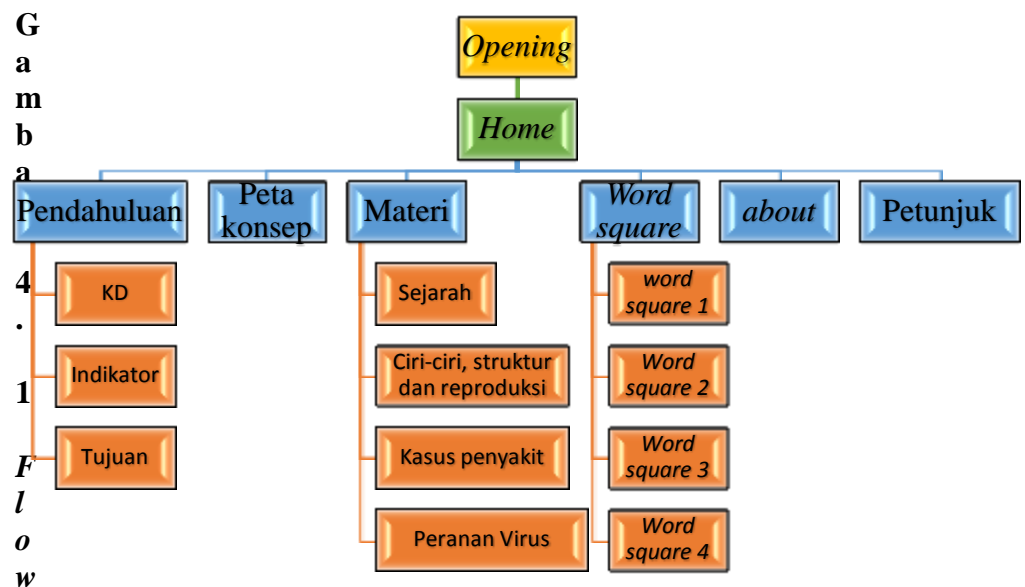 Opening
Home
Pendahuluan
Peta
konsep
Materi
Word
square
about
Petunjuk
KD
Indikator
Tujuan
Sejarah
Ciri-ciri, struktur
dan reproduksi
Kasus penyakit
Peranan Virus
word
square 1
Word
square 2
Word
square 3
Word
square 4
G
a
m
b
a
4
.
1
F
l
o
w